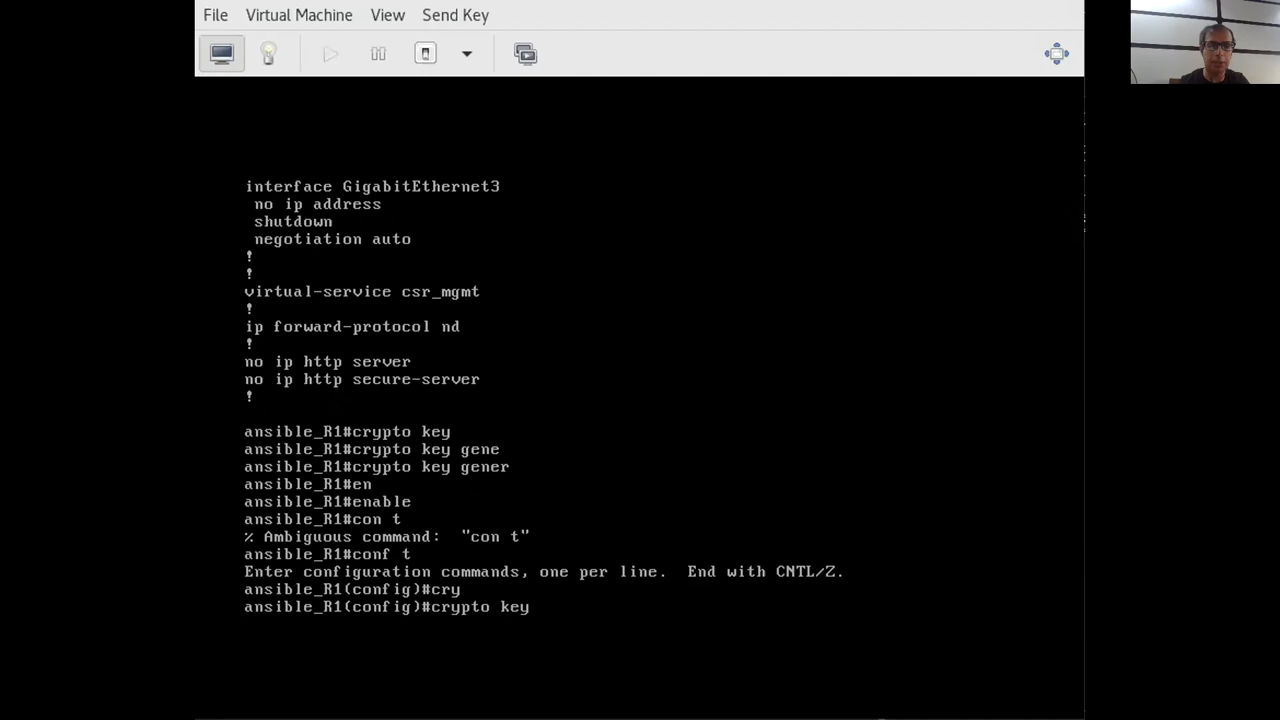 File Virtual Machine View Send Key
interface GigabitEthernet3
no ip address
shutdown
negotiation auto
!
!
virtual-service csr_mgmt
!
ip forward-protocol nd
!
no ip http server
no ip http secure-server
!
ansible_R1#crypto key
ansible_R1#crypto key gene
ansible_R1#crypto key gener
ansible_R1#en
ansible_R1#enable
ansible_R1#con t
% Ambiguous command:  "con t"
ansible_R1#conf t
Enter configuration commands, one per line.  End with CNTL/Z.
ansible_R1(config)#cry
ansible_R1(config)#crypto key